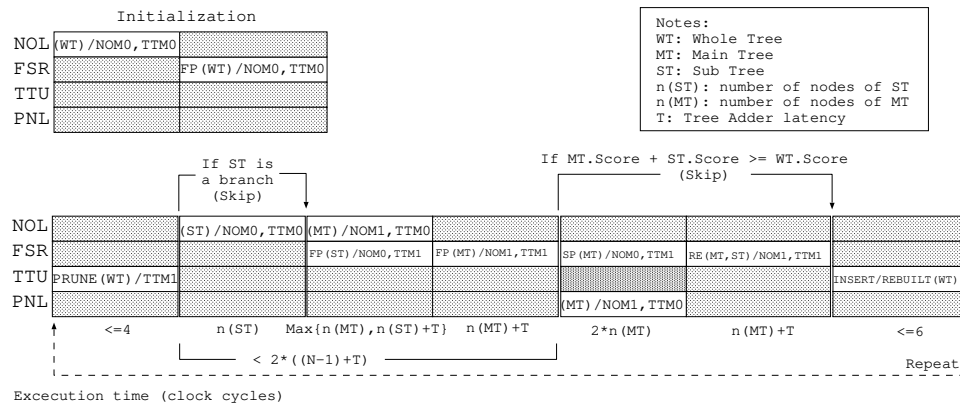 Initialization
NOL (WT)/NOM0,TTM0
FSR FP(WT)/NOM0,TTM0
TTU
PNL
Notes:
WT: Whole Tree
MT: Main Tree
ST: Sub Tree
n(ST): number of nodes of ST
n(MT): number of nodes of MT
T: Tree Adder latency
If ST is
a branch
(Skip)
If MT.Score + ST.Score >= WT.Score
(Skip)
NOL (ST)/NOM0,TTM0 (MT)/NOM1,TTM0
FSR FP(ST)/NOM0,TTM1 FP(MT)/NOM1,TTM0 SP(MT)/NOM0,TTM1 RE(MT,ST)/NOM1,TTM1
TTU PRUNE(WT)/TTM1 INSERT/REBUILT(WT)
PNL (MT)/NOM1,TTM0
<=4 n(ST) Max{n(MT),n(ST)+T} n(MT)+T 2*n(MT) n(MT)+T <=6
< 2*((N-1)+T)
Repeat
Excecution time (clock cycles)